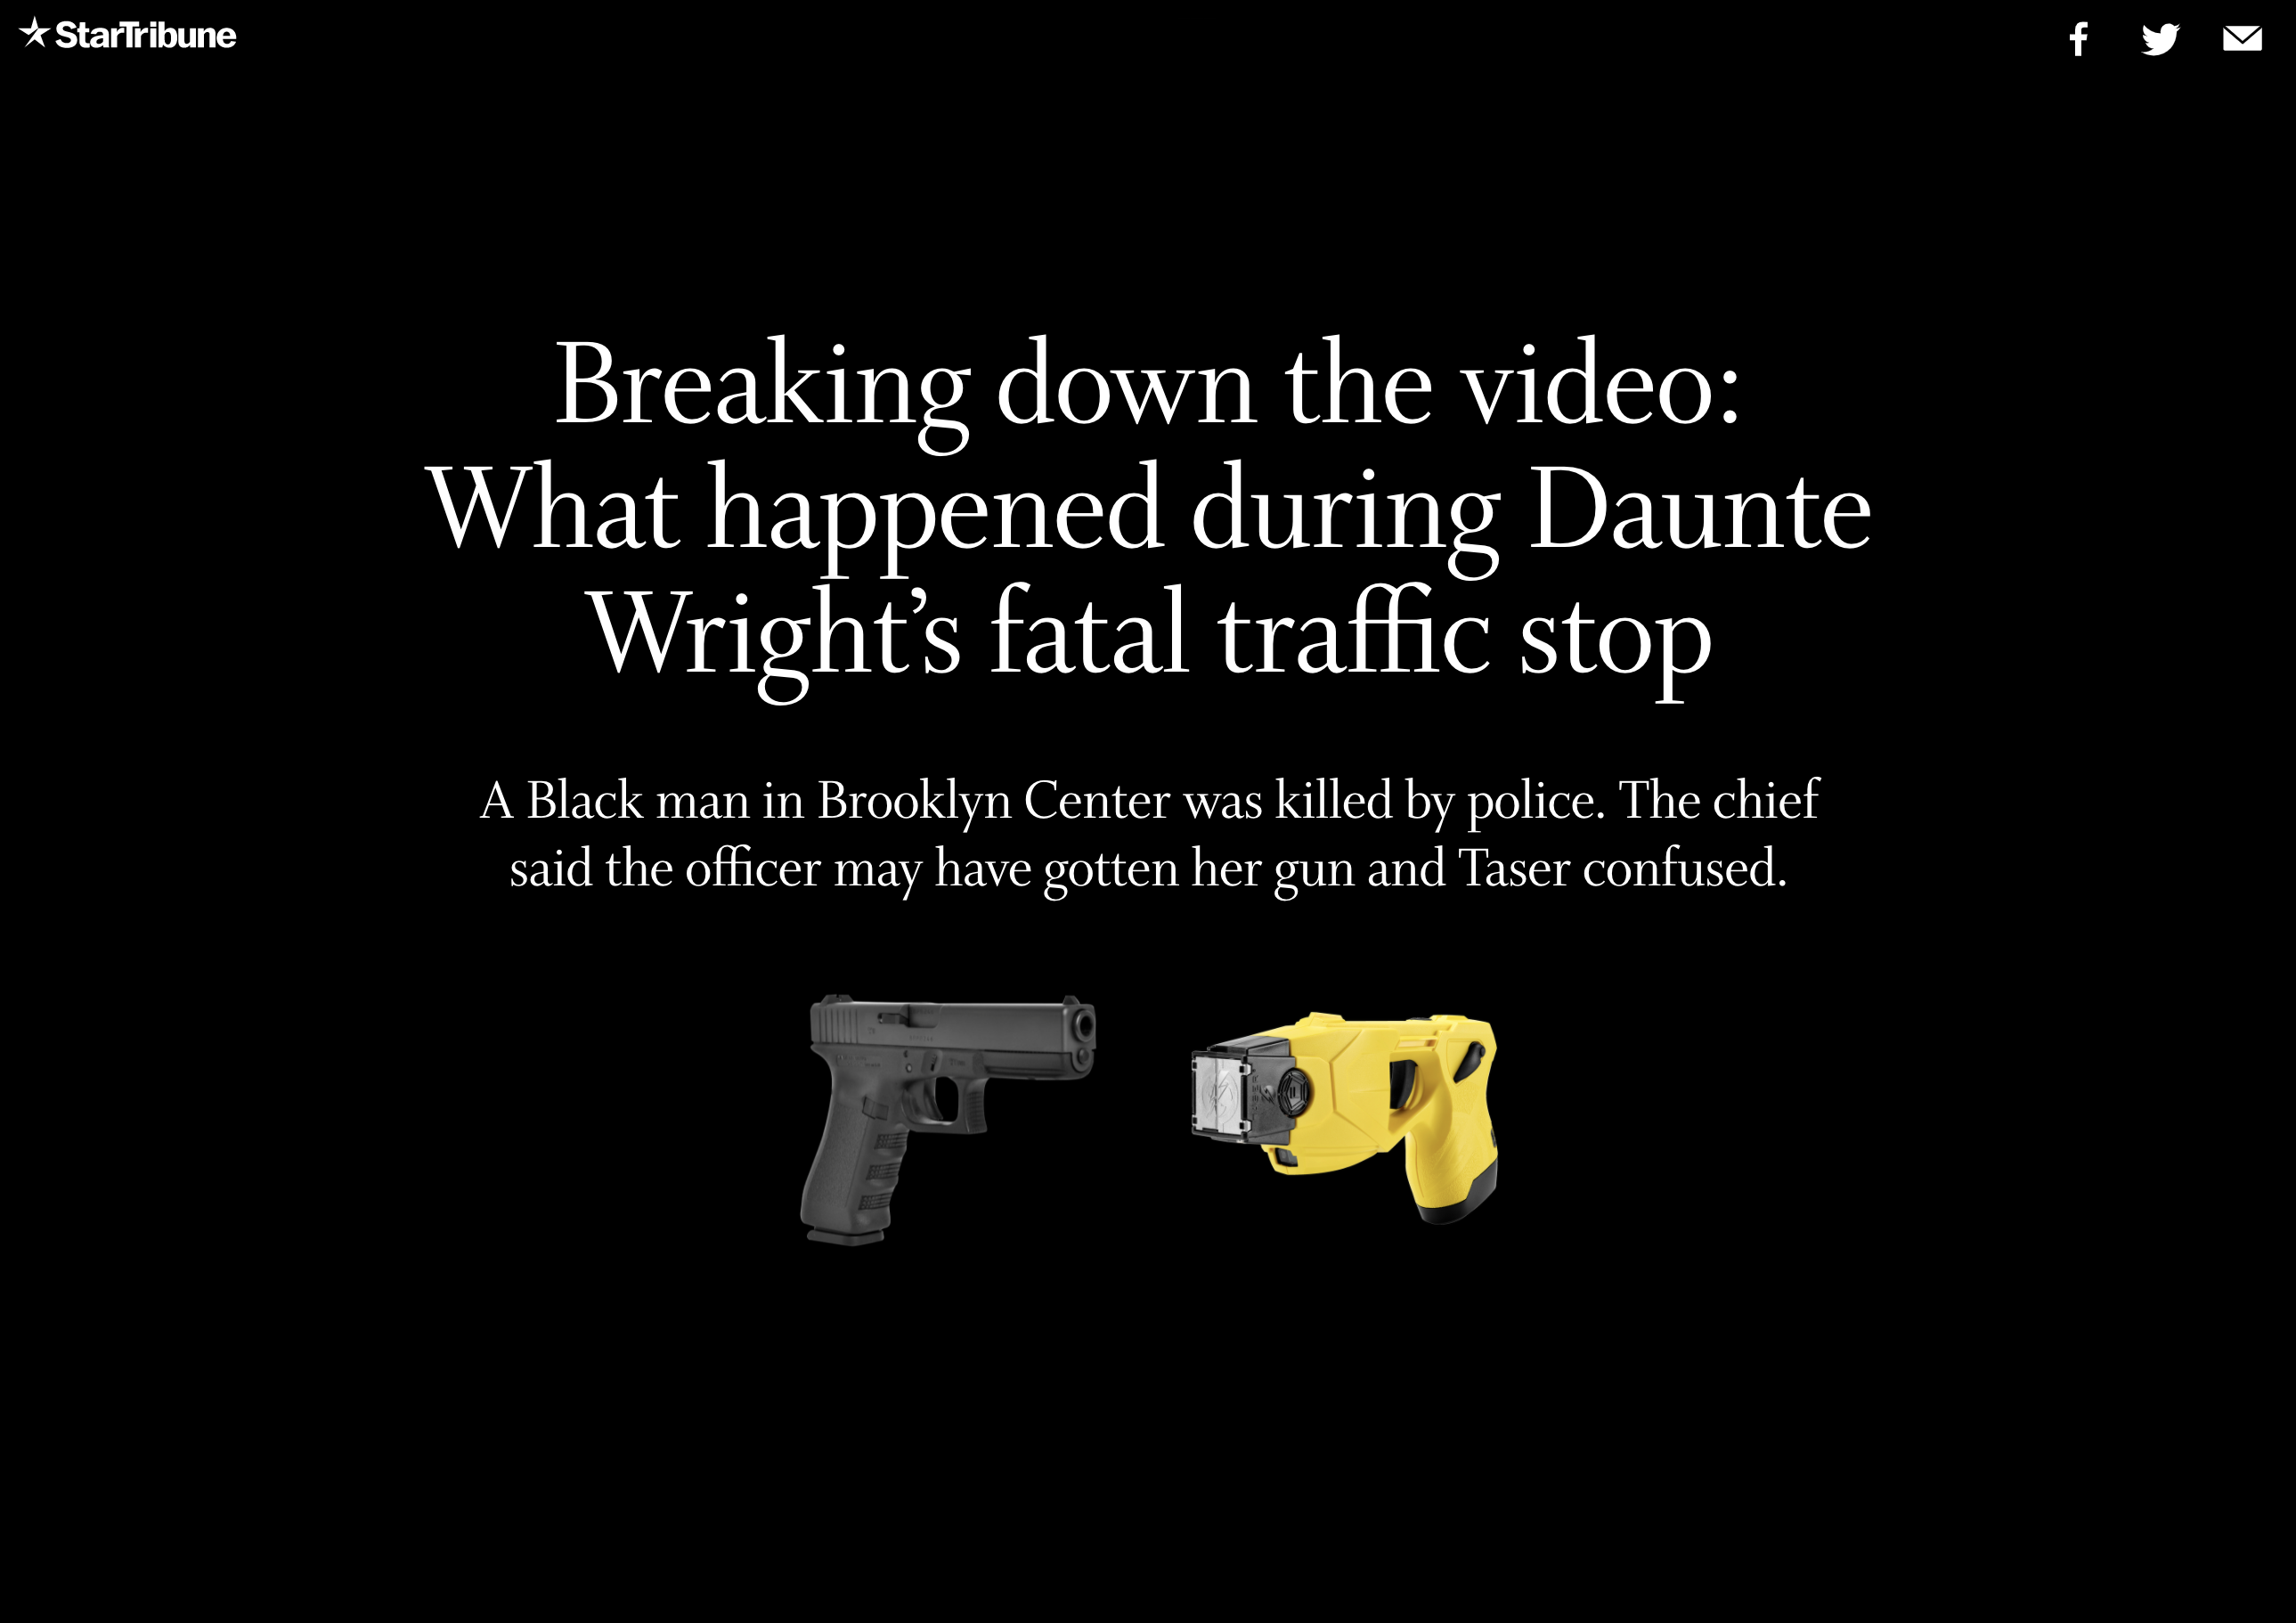 StarTribune
Breaking down the video:
What happened during Daunte
Wright’s fatal traffic stop
A Black man in Brooklyn Center was killed by police. The chief
said the officer may have gotten her gun and Taser confused.